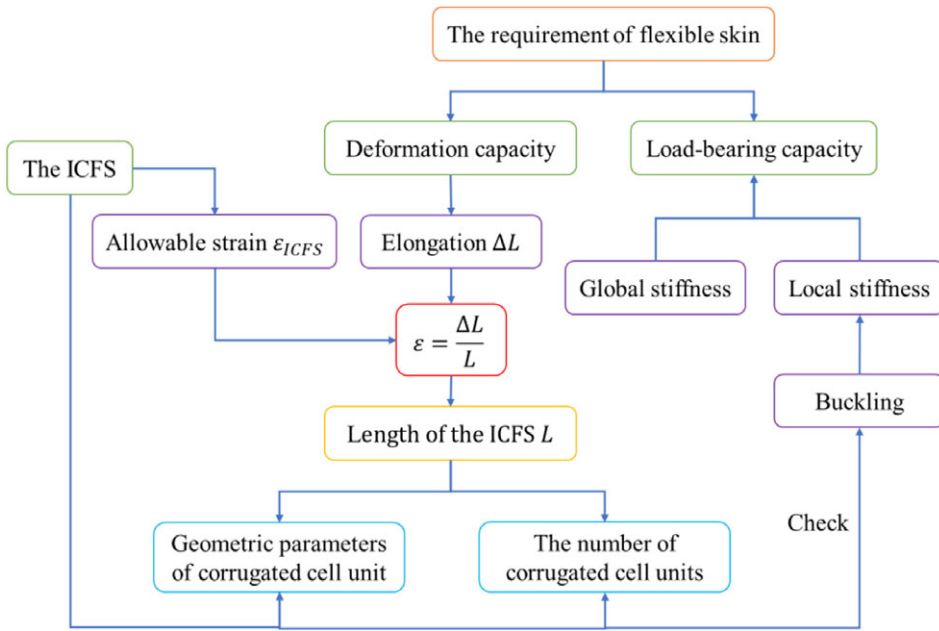 The requirement of flexible skin
Deformation capacity
Load-bearing capacity
The ICFS
Allowable strain εICFS
Elongation ΔL
Global stiffness
Local stiffness
ε = ΔL/L
Buckling
Length of the ICFS L
Check
Geometric parameters
of corrugated cell unit
The number of
corrugated cell units